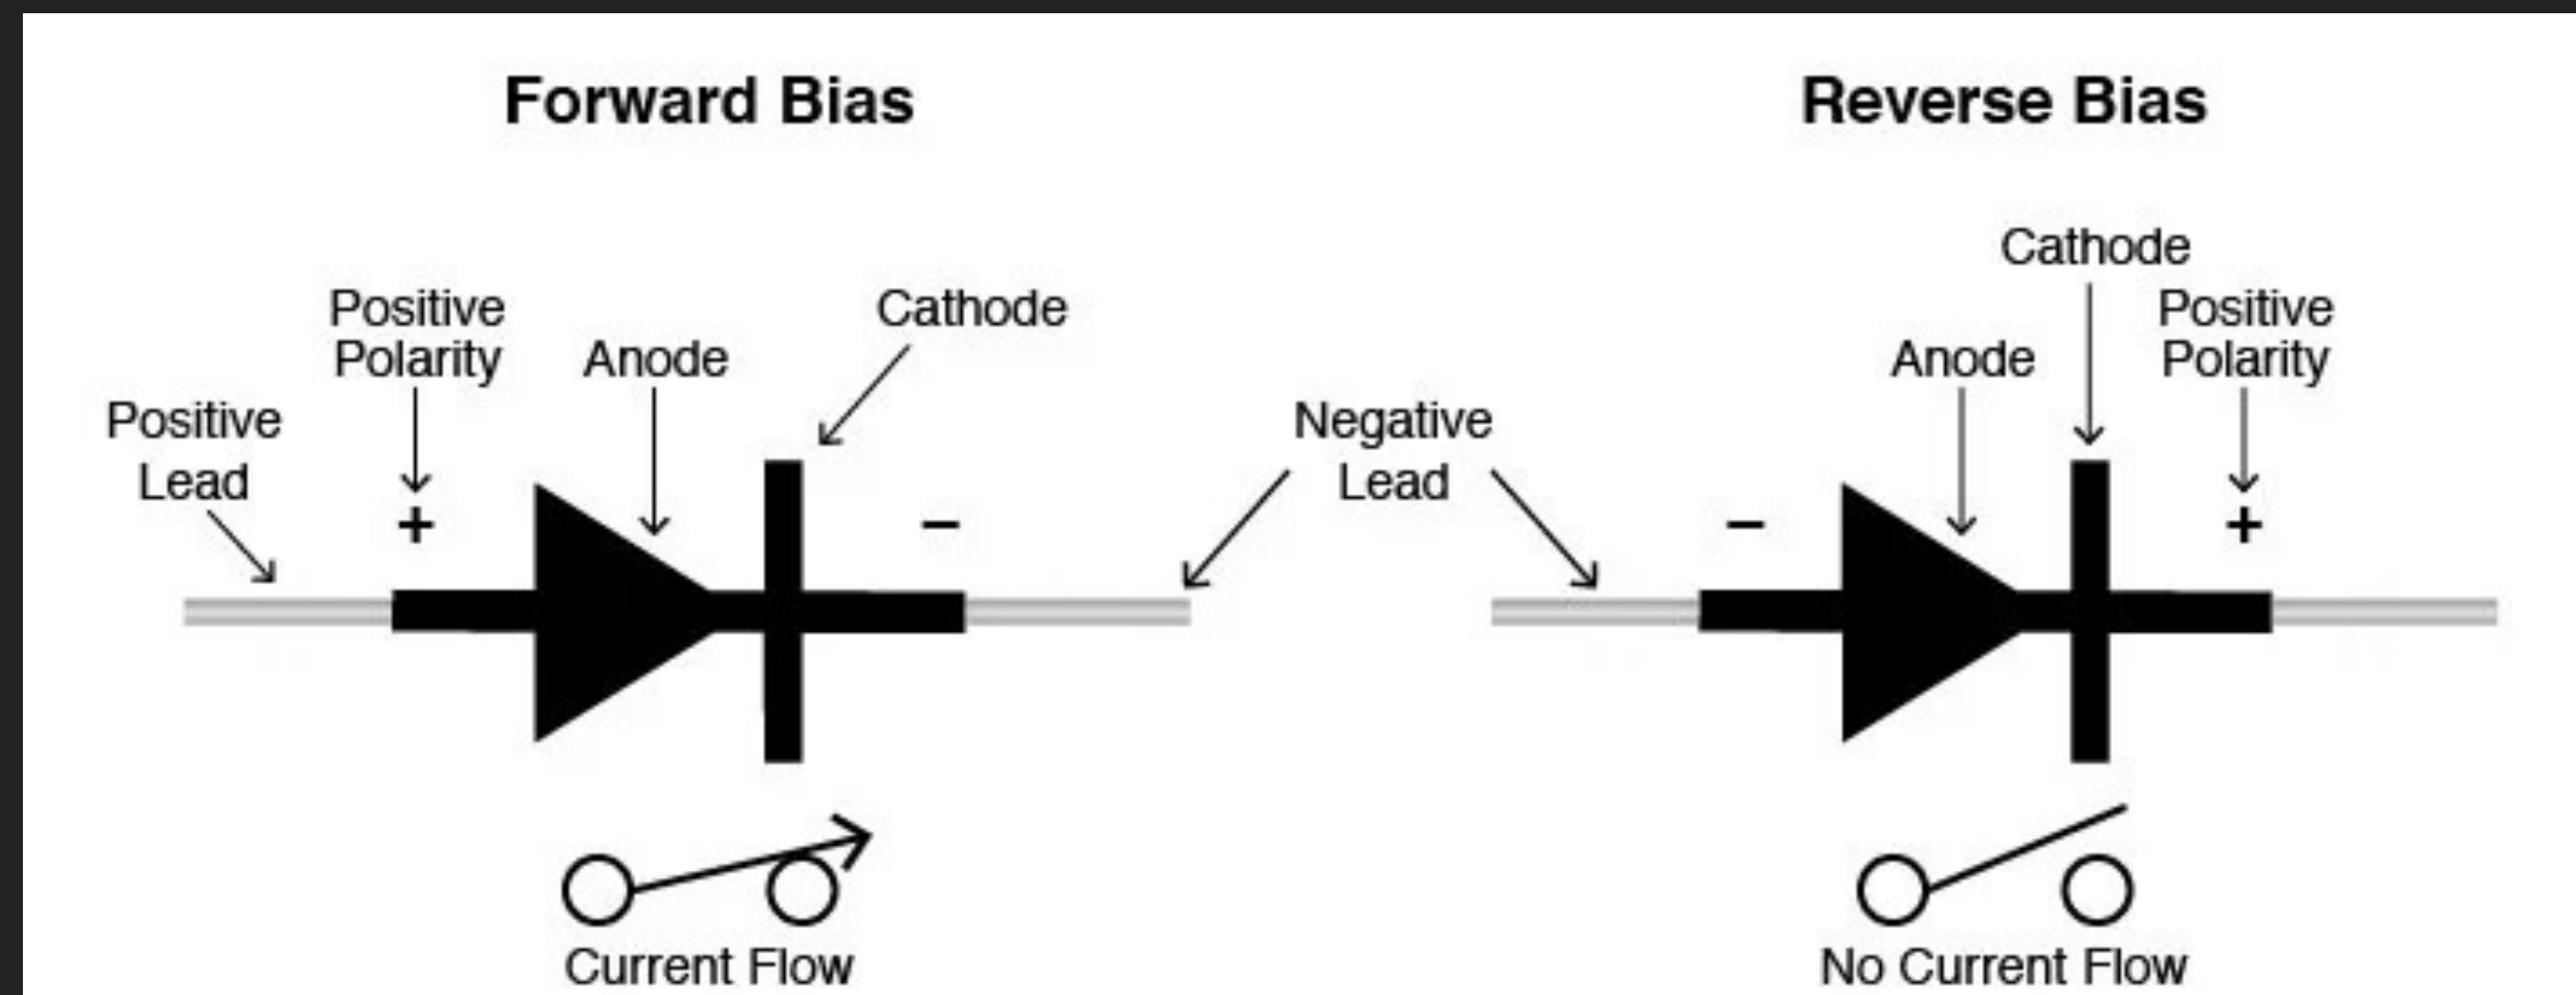 Forward Bias
Positive
Polarity
Anode
Cathode
Positive
Lead
+
−
Current Flow
Negative
Lead
Reverse Bias
Cathode
Positive
Polarity
Anode
−
+
No Current Flow